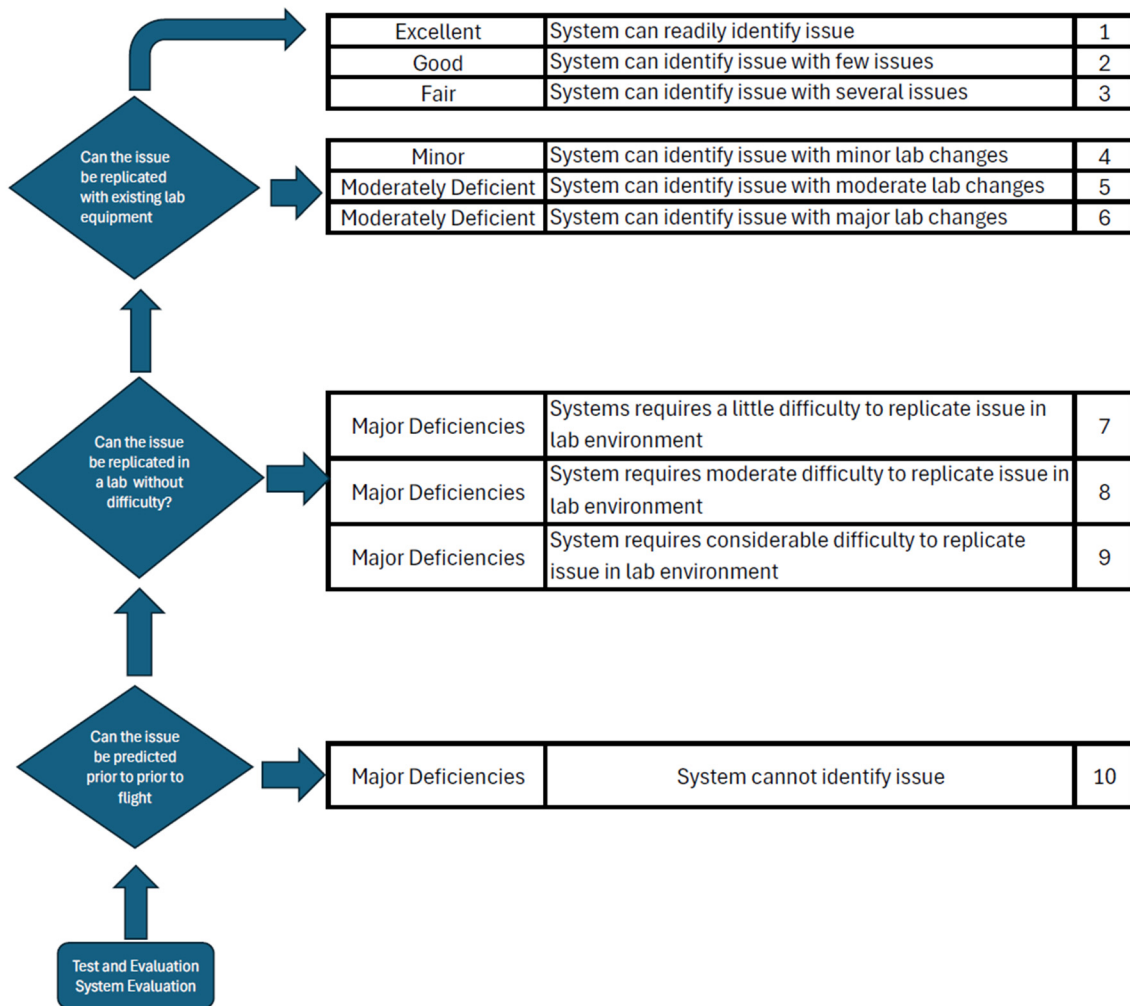 Excellent System can readily identify issue 1
Good System can identify issue with few issues 2
Fair System can identify issue with several issues 3
Can the issue
be replicated
with existing lab
equipment
Minor System can identify issue with minor lab changes 4
Moderately Deficient System can identify issue with moderate lab changes 5
Moderately Deficient System can identify issue with major lab changes 6
Can the issue
be replicated in
a lab without
difficulty?
Major Deficiencies
Systems requires a little difficulty to replicate issue in
lab environment
7
Major Deficiencies
System requires moderate difficulty to replicate issue in
lab environment
8
Major Deficiencies
System requires considerable difficulty to replicate
issue in lab environment
9
Can the issue
be predicted
prior to prior to
flight
Major Deficiencies System cannot identify issue 10
Test and Evaluation
System Evaluation